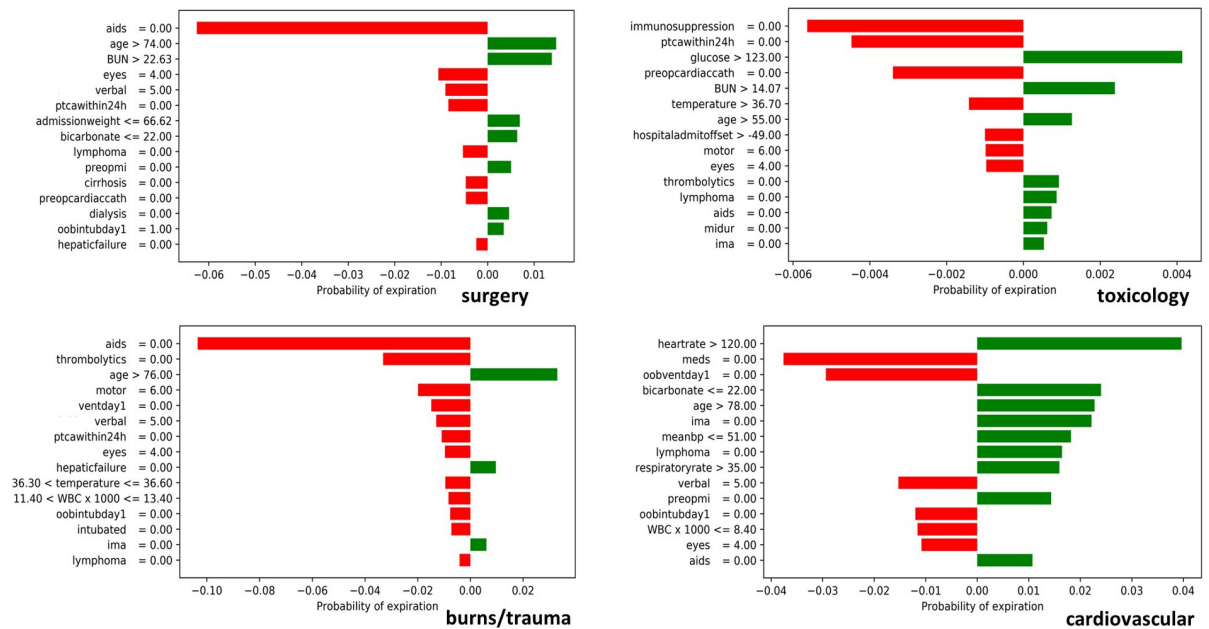 aids = 0.00
age > 74.00
BUN > 22.63
eyes = 4.00
verbal = 5.00
ptcawithin24h = 0.00
admissionweight <= 66.62
bicarbonate <= 22.00
lymphoma = 0.00
preopmi = 0.00
cirrhosis = 0.00
preopcardiaccath = 0.00
dialysis = 0.00
oobintubday1 = 1.00
hepaticfailure = 0.00
−0.06 −0.05 −0.04 −0.03 −0.02 −0.01 0.00 0.01
Probability of expiration
surgery
immunosuppression = 0.00
ptcawithin24h = 0.00
glucose > 123.00
preopcardiaccath = 0.00
BUN > 14.07
temperature > 36.70
age > 55.00
hospitaladmitoffset > -49.00
motor = 6.00
eyes = 4.00
thrombolytics = 0.00
lymphoma = 0.00
aids = 0.00
midur = 0.00
ima = 0.00
−0.006 −0.004 −0.002 0.000 0.002 0.004
Probability of expiration
toxicology
aids = 0.00
thrombolytics = 0.00
age > 76.00
motor = 6.00
ventday1 = 0.00
verbal = 5.00
ptcawithin24h = 0.00
eyes = 4.00
hepaticfailure = 0.00
36.30 < temperature <= 36.60
11.40 < WBC x 1000 <= 13.40
oobintubday1 = 0.00
intubated = 0.00
ima = 0.00
lymphoma = 0.00
−0.10 −0.08 −0.06 −0.04 −0.02 0.00 0.02
Probability of expiration
burns/trauma
heartrate > 120.00
meds = 0.00
oobventday1 = 0.00
bicarbonate <= 22.00
age > 78.00
ima = 0.00
meanbp <= 51.00
lymphoma = 0.00
respiratoryrate > 35.00
verbal = 5.00
preopmi = 0.00
oobintubday1 = 0.00
WBC x 1000 <= 8.40
eyes = 4.00
aids = 0.00
−0.04 −0.03 −0.02 −0.01 0.00 0.01 0.02 0.03 0.04
Probability of expiration
cardiovascular